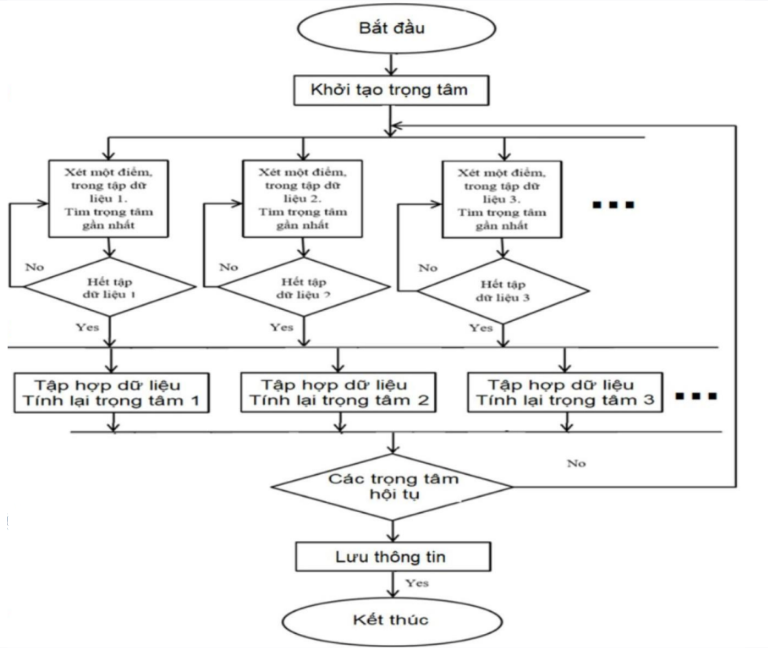 Bắt đầu
Khởi tạo trọng tâm
Xét một điểm,
trong tập dữ
liệu 1.
Tìm trọng tâm
gần nhất
Xét một điểm,
trong tập dữ
liệu 2.
Tìm trọng tâm
gần nhất
Xét một điểm,
trong tập dữ
liệu 3.
Tìm trọng tâm
gần nhất
No
Hết tập
dữ liệu 1
Yes
No
Hết tập
dữ liệu 2
Yes
No
Hết tập
dữ liệu 3
Yes
Tập hợp dữ liệu
Tính lại trọng tâm 1
Tập hợp dữ liệu
Tính lại trọng tâm 2
Tập hợp dữ liệu
Tính lại trọng tâm 3
Các trọng tâm
hội tụ
No
Lưu thông tin
Yes
Kết thúc